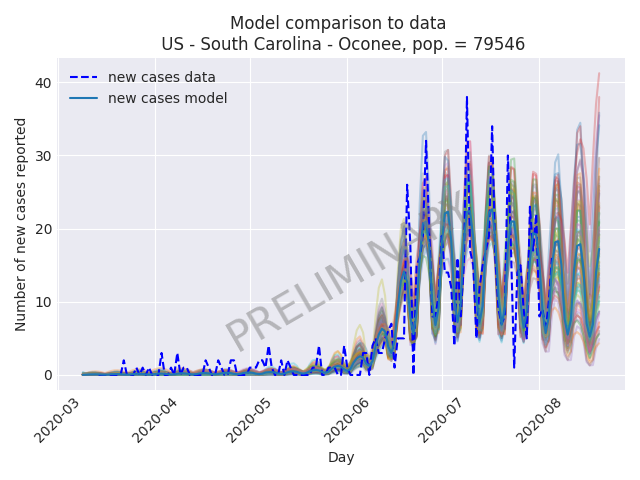 Model comparison to data
US - South Carolina - Oconee, pop. = 79546
new cases data
new cases model
PRELIMINARY
Number of new cases reported
40
30
20
10
0
2020-03
2020-04
2020-05
2020-06
2020-07
2020-08
Day